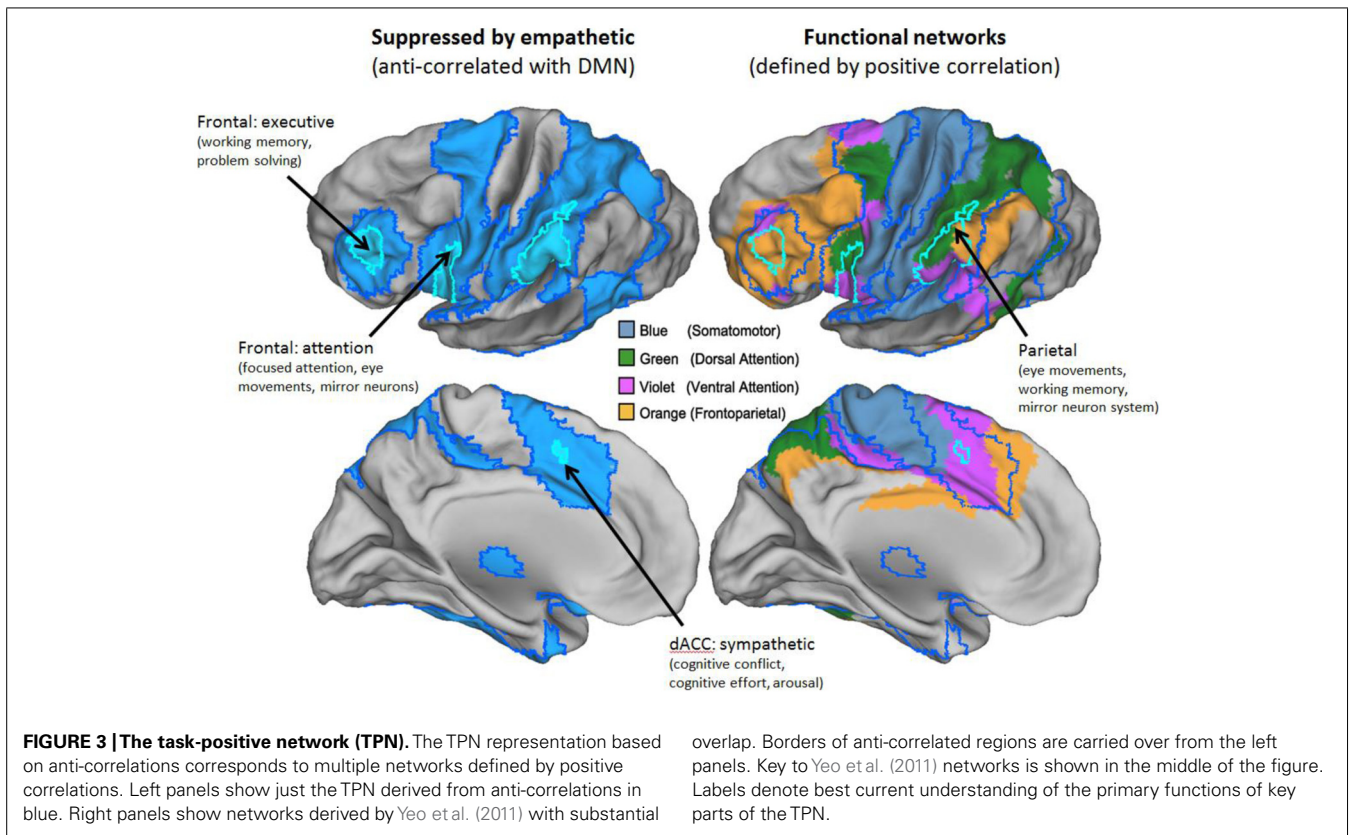 Suppressed by empathetic
(anti-correlated with DMN)
Functional networks
(defined by positive correlation)
Frontal: executive
(working memory,
problem solving)
Frontal: attention
(focused attention, eye
movements, mirror neurons)
Blue (Somatomotor)
Green (Dorsal Attention)
Violet (Ventral Attention)
Orange (Frontoparietal)
Parietal
(eye movements,
working memory,
mirror neuron system)
dACC: sympathetic
(cognitive conflict,
cognitive effort, arousal)
FIGURE 3 | The task-positive network (TPN). The TPN representation based
on anti-correlations corresponds to multiple networks defined by positive
correlations. Left panels show just the TPN derived from anti-correlations in
blue. Right panels show networks derived by Yeo et al. (2011) with substantial
overlap. Borders of anti-correlated regions are carried over from the left
panels. Key to Yeo et al. (2011) networks is shown in the middle of the figure.
Labels denote best current understanding of the primary functions of key
parts of the TPN.